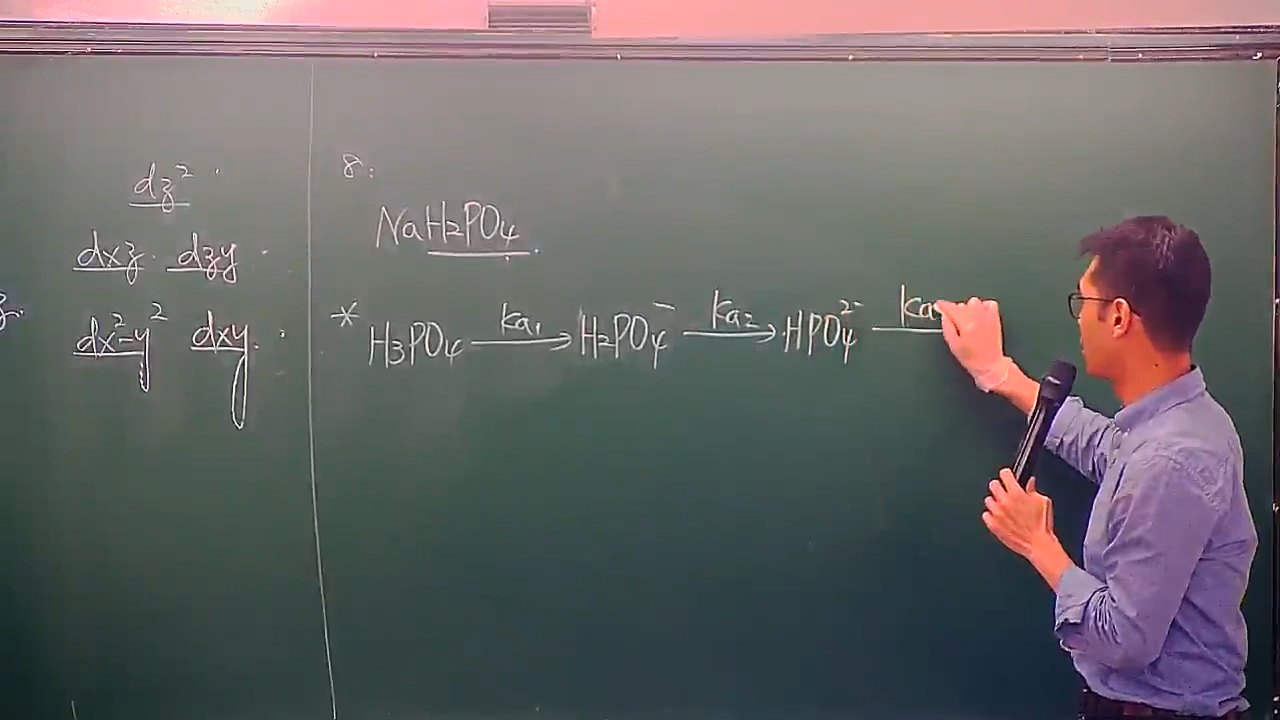 dz²
dxz dzy
dx²-y² dxy
8.
NaH₂PO₄
* H₃PO₄ —ka₁→ H₂PO₄⁻ —ka₂→ HPO₄²⁻ — ka